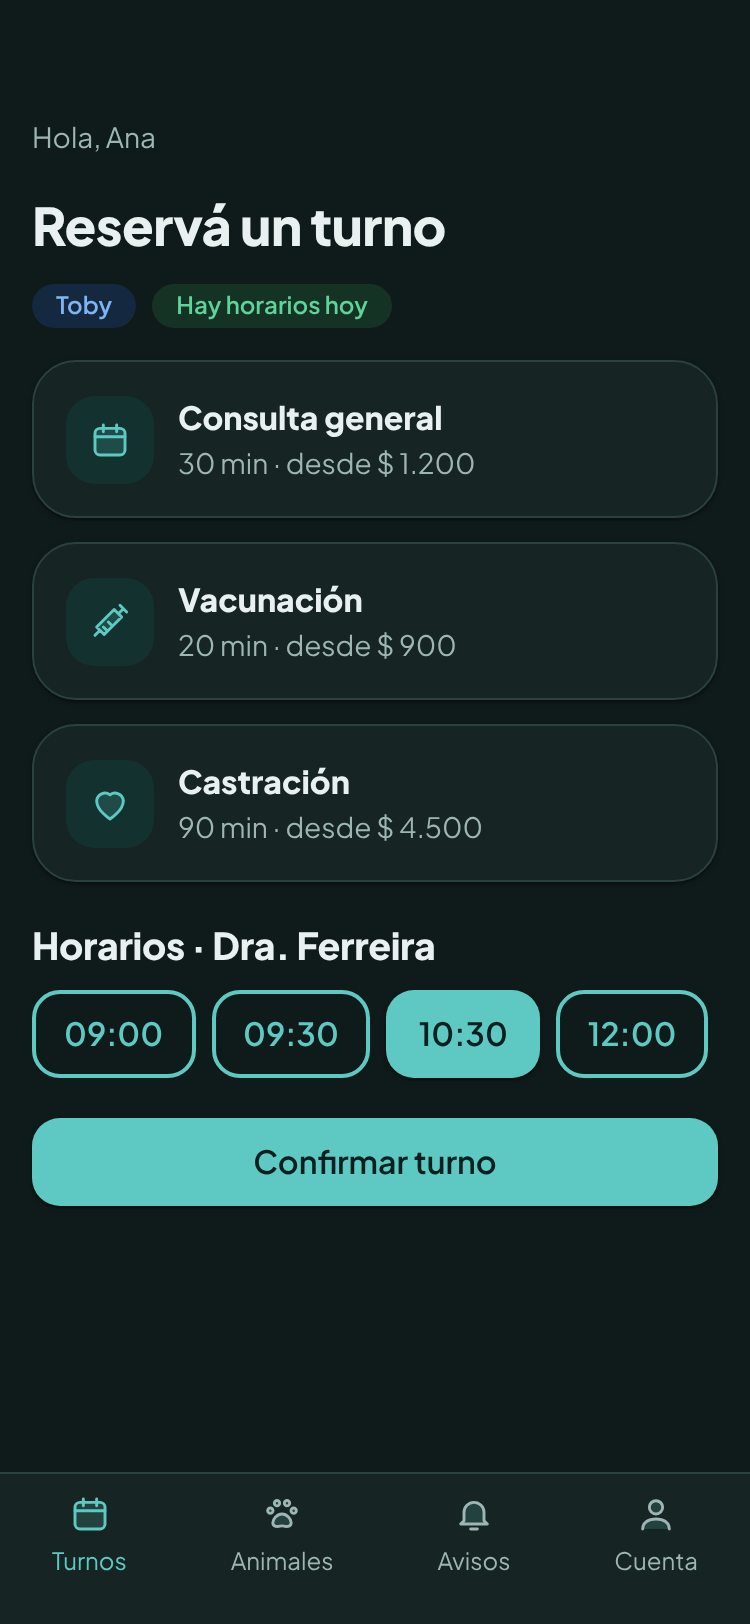 Hola, Ana
Reservá un turno
Toby
Hay horarios hoy
Consulta general
30 min · desde $ 1.200
Vacunación
20 min · desde $ 900
Castración
90 min · desde $ 4.500
Horarios · Dra. Ferreira
09:00 09:30 10:30 12:00
Confirmar turno
Turnos Animales Avisos Cuenta